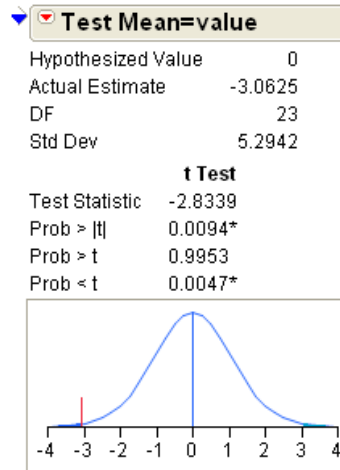 Test Mean=value
Hypothesized Value 0
Actual Estimate -3.0625
DF 23
Std Dev 5.2942
t Test
Test Statistic -2.8339
Prob > |t| 0.0094*
Prob > t 0.9953
Prob < t 0.0047*
-4 -3 -2 -1 0 1 2 3 4